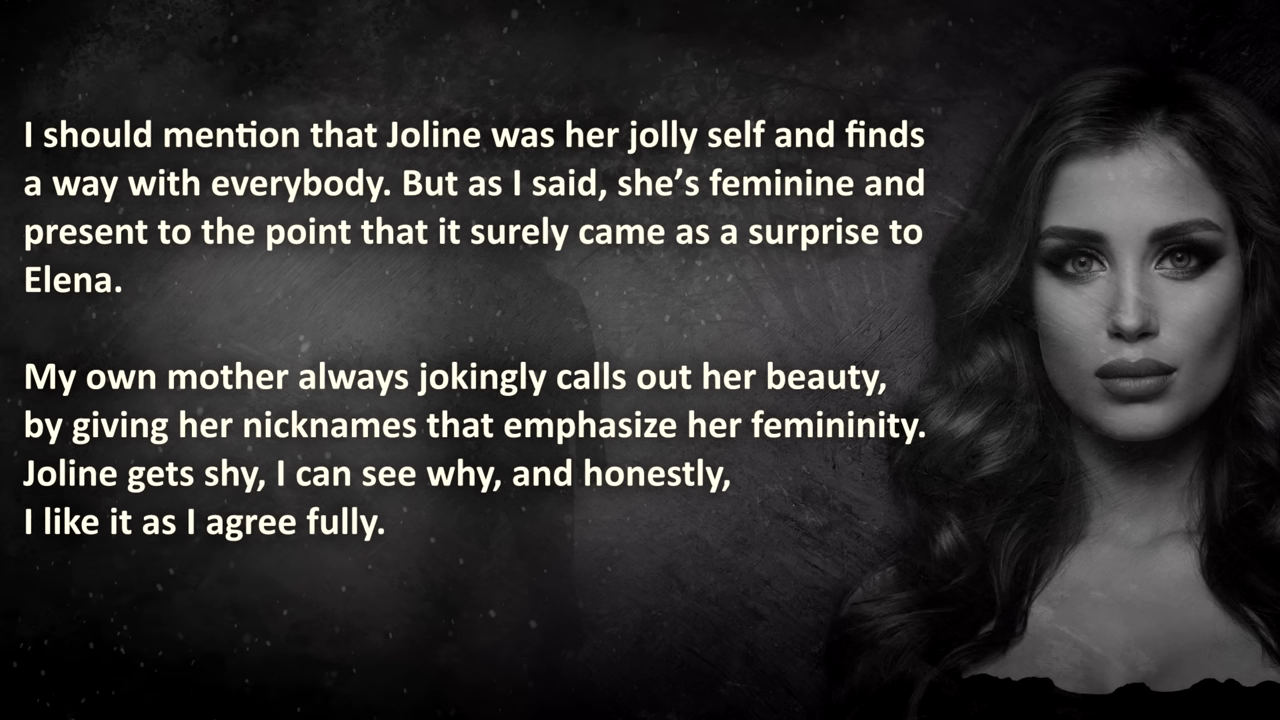 I should mention that Joline was her jolly self and finds
a way with everybody. But as I said, she’s feminine and
present to the point that it surely came as a surprise to
Elena.
My own mother always jokingly calls out her beauty,
by giving her nicknames that emphasize her femininity.
Joline gets shy, I can see why, and honestly,
I like it as I agree fully.